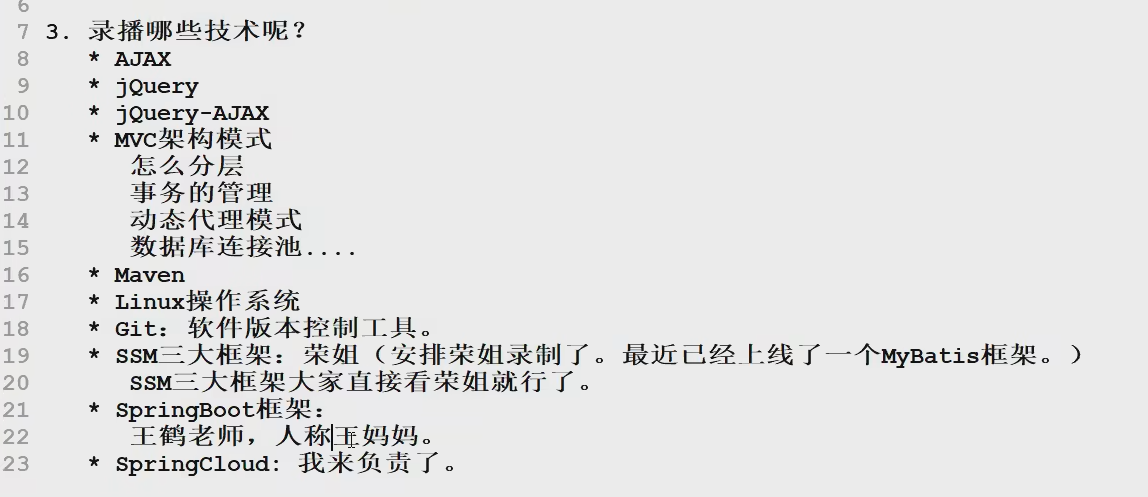 6
7 3. 录播哪些技术呢？
8 * AJAX
9 * jQuery
10 * jQuery-AJAX
11 * MVC架构模式
12 怎么分层
13 事务的管理
14 动态代理模式
15 数据库连接池....
16 * Maven
17 * Linux操作系统
18 * Git：软件版本控制工具。
19 * SSM三大框架：荣姐（安排荣姐录制了。最近已经上线了一个MyBatis框架。）
20 SSM三大框架大家直接看荣姐就行了。
21 * SpringBoot框架：
22 王鹤老师，人称王妈妈。
23 * SpringCloud: 我来负责了。